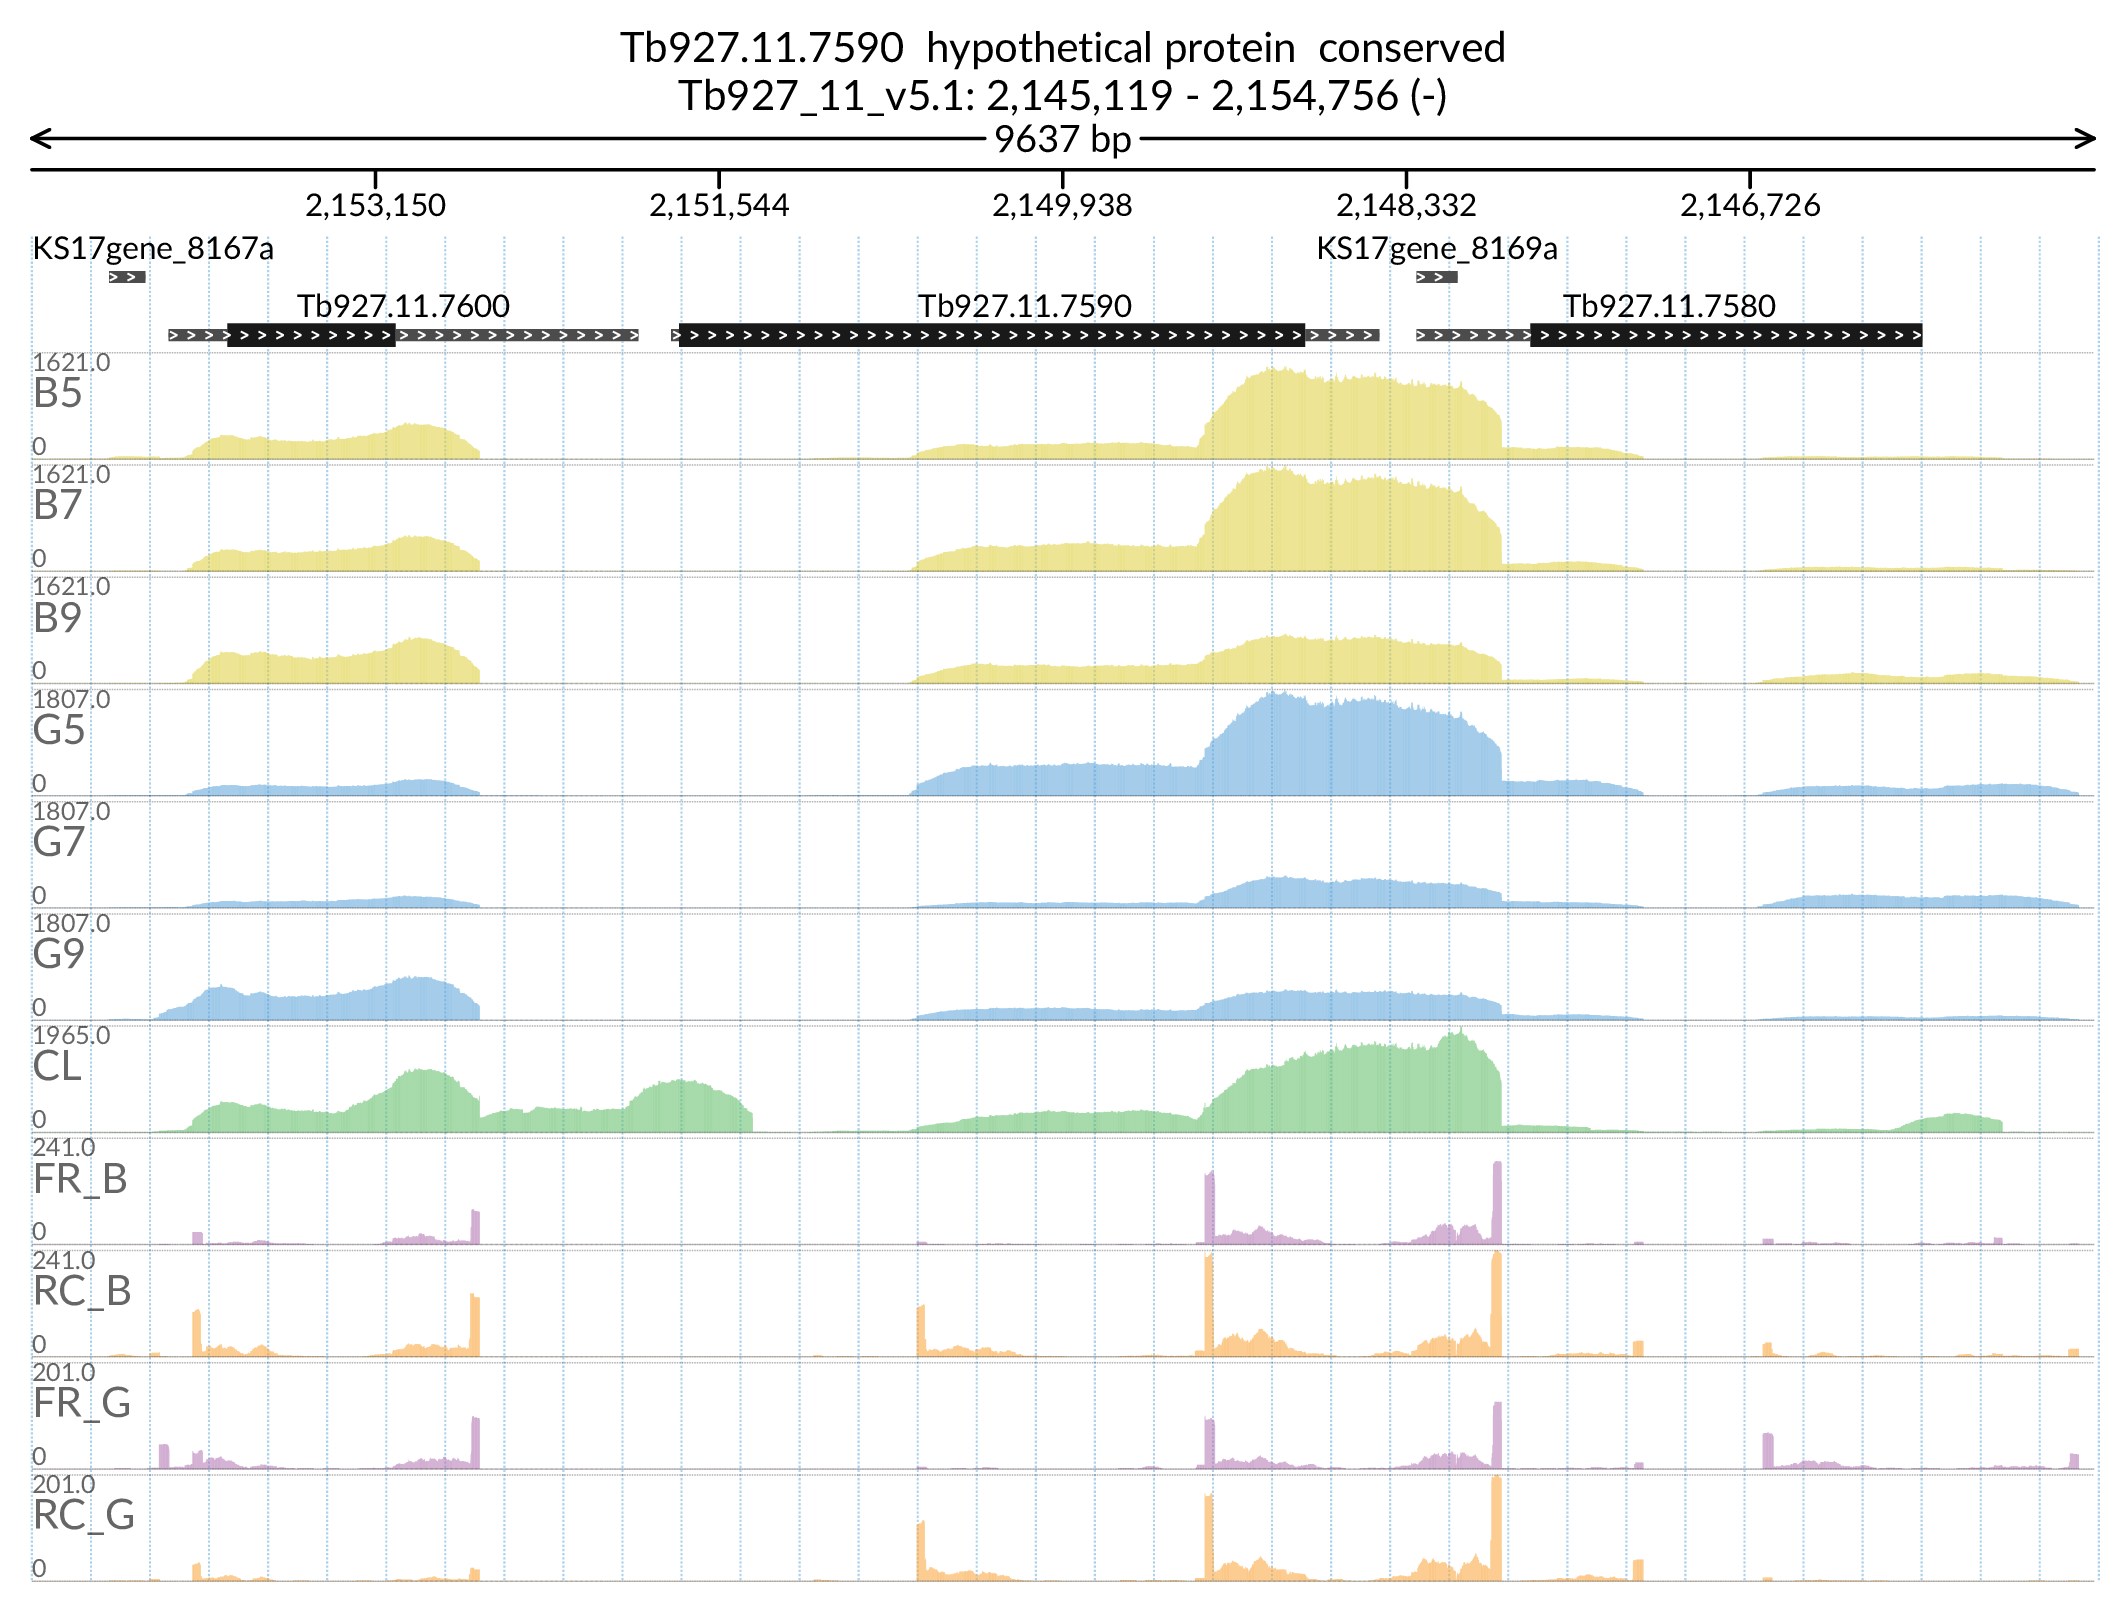 Tb927.11.7590  hypothetical protein  conserved
Tb927_11_v5.1: 2,145,119 - 2,154,756 (-)
9637 bp
2,153,150 2,151,544 2,149,938 2,148,332 2,146,726
KS17gene_8167a KS17gene_8169a
Tb927.11.7600 Tb927.11.7590 Tb927.11.7580
1621.0
B5
0
1621.0
B7
0
1621.0
B9
0
1807.0
G5
0
1807.0
G7
0
1807.0
G9
0
1965.0
CL
0
241.0
FR_B
0
241.0
RC_B
0
201.0
FR_G
0
201.0
RC_G
0